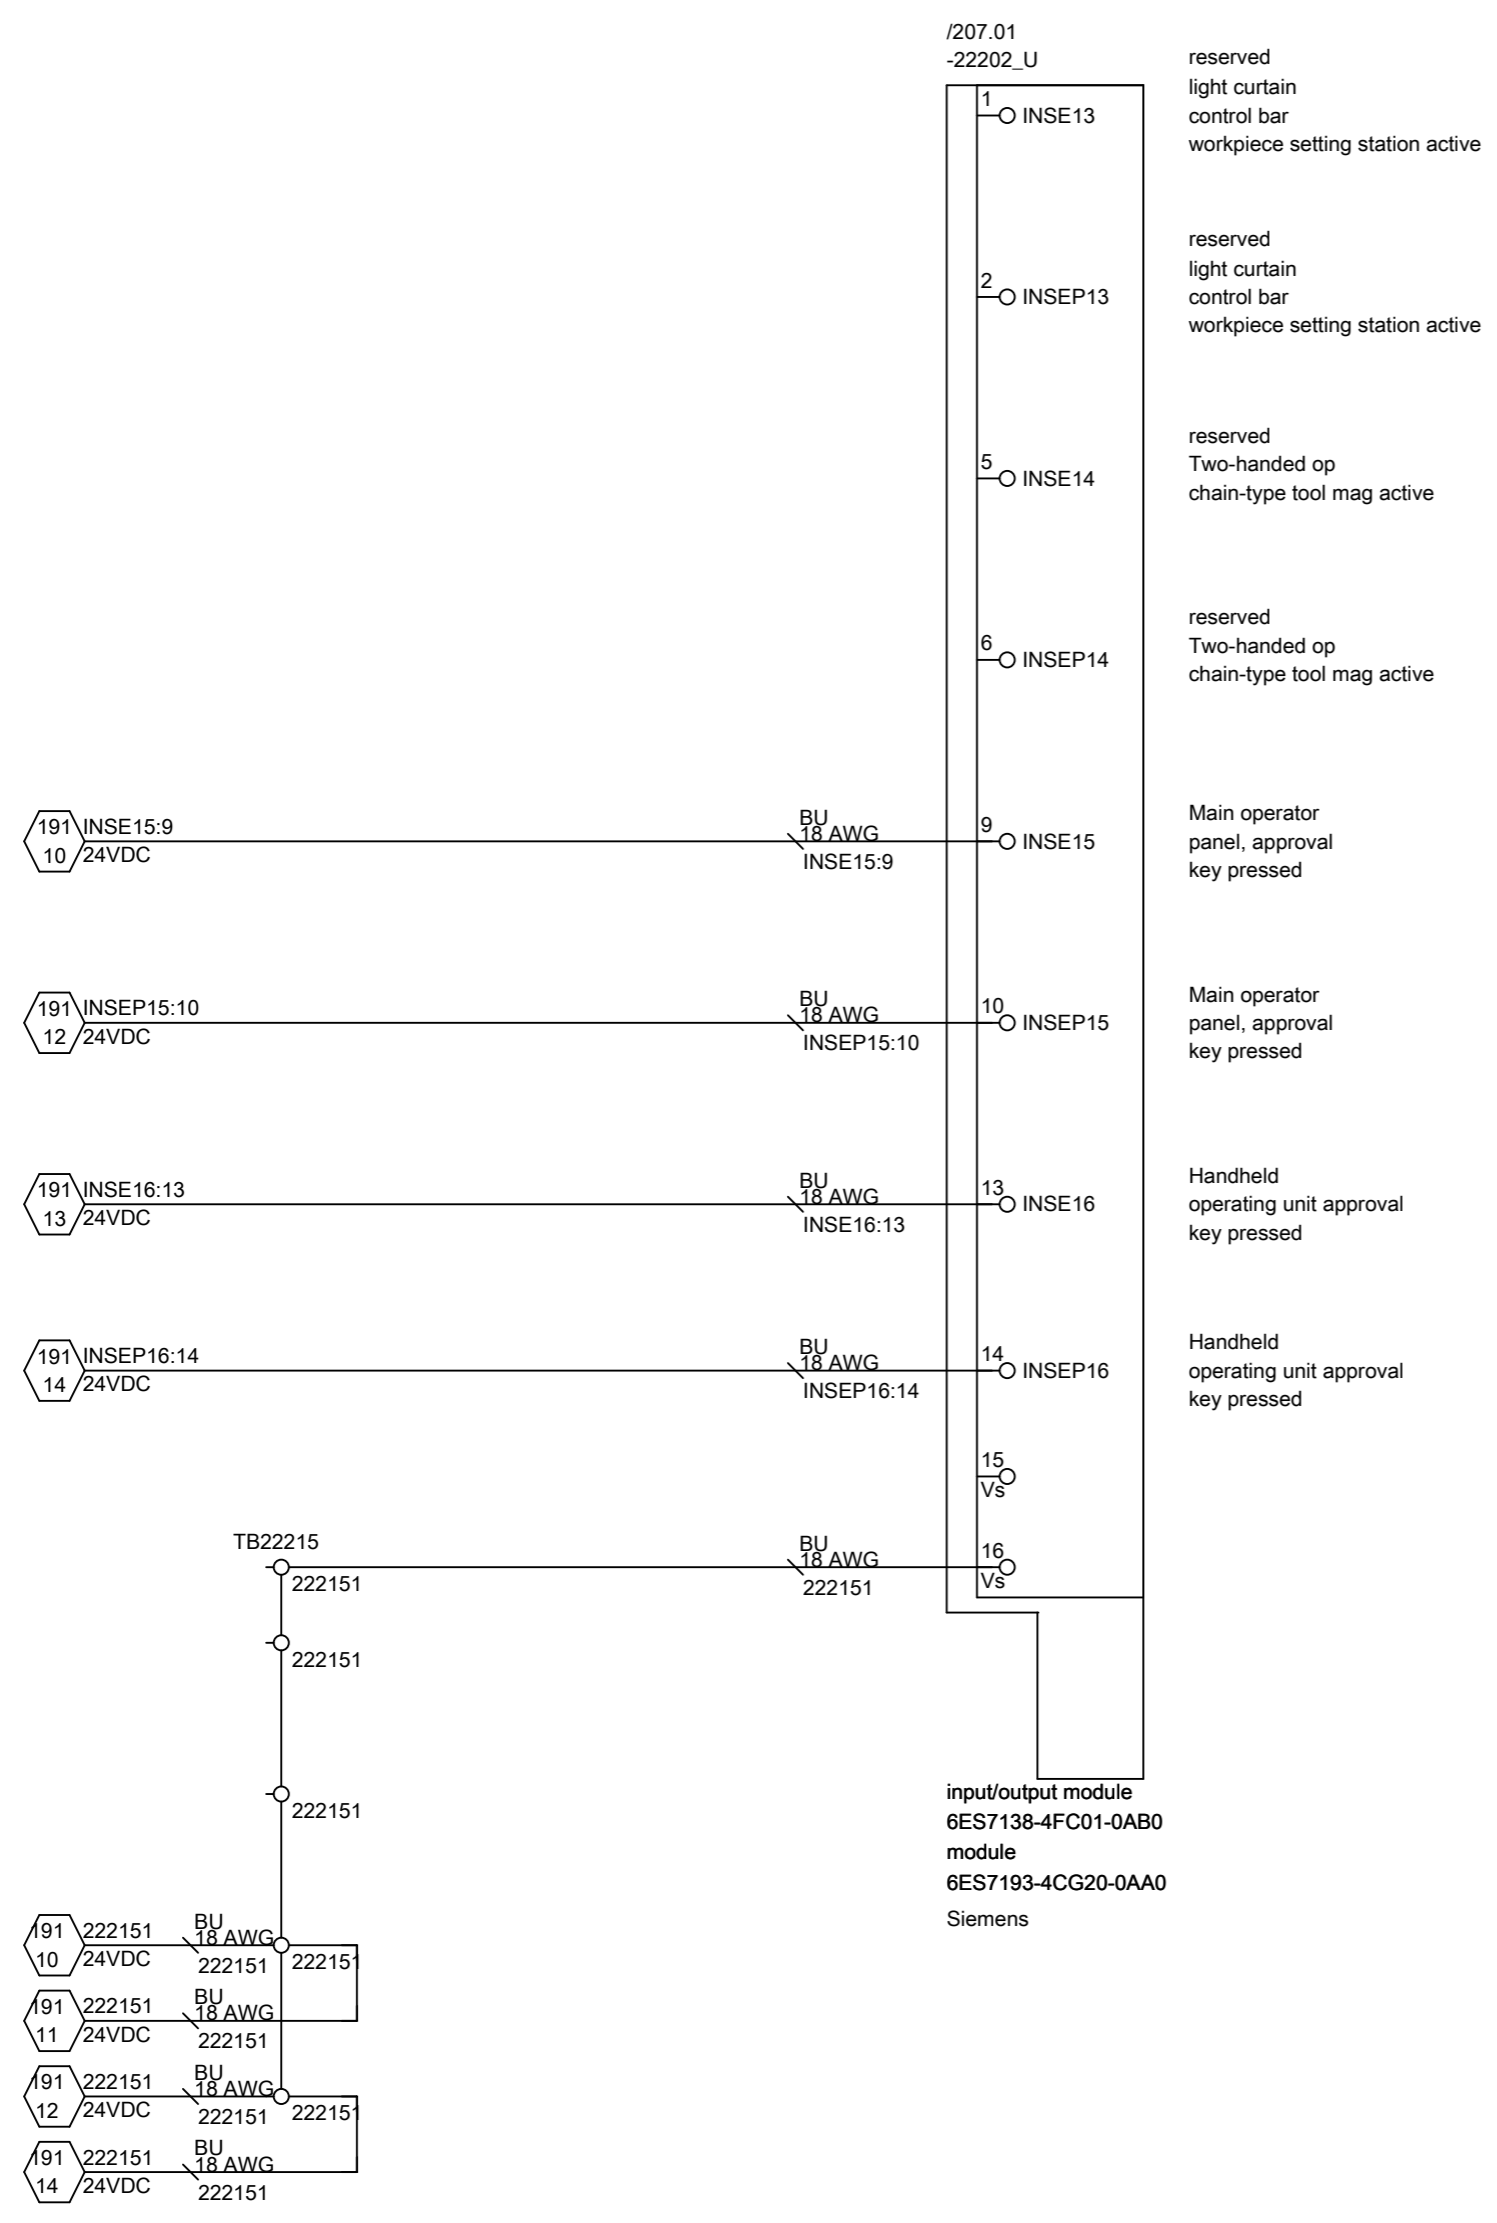 /207.01
-22202_U
1
INSE13
reserved
light curtain
control bar
workpiece setting station active
2
INSEP13
reserved
light curtain
control bar
workpiece setting station active
5
INSE14
reserved
Two-handed op
chain-type tool mag active
6
INSEP14
reserved
Two-handed op
chain-type tool mag active
191
10
INSE15:9
24VDC
BU
18 AWG
INSE15:9
9
INSE15
Main operator
panel, approval
key pressed
191
12
INSEP15:10
24VDC
BU
18 AWG
INSEP15:10
10
INSEP15
Main operator
panel, approval
key pressed
191
13
INSE16:13
24VDC
BU
18 AWG
INSE16:13
13
INSE16
Handheld
operating unit approval
key pressed
191
14
INSEP16:14
24VDC
BU
18 AWG
INSEP16:14
14
INSEP16
Handheld
operating unit approval
key pressed
15
Vs
TB22215
222151
BU
18 AWG
222151
16
Vs
222151
222151
input/output module
6ES7138-4FC01-0AB0
module
6ES7193-4CG20-0AA0
Siemens
191
10
222151
24VDC
BU
18 AWG
222151
222151
191
11
222151
24VDC
BU
18 AWG
222151
191
12
222151
24VDC
BU
18 AWG
222151
222151
191
14
222151
24VDC
BU
18 AWG
222151